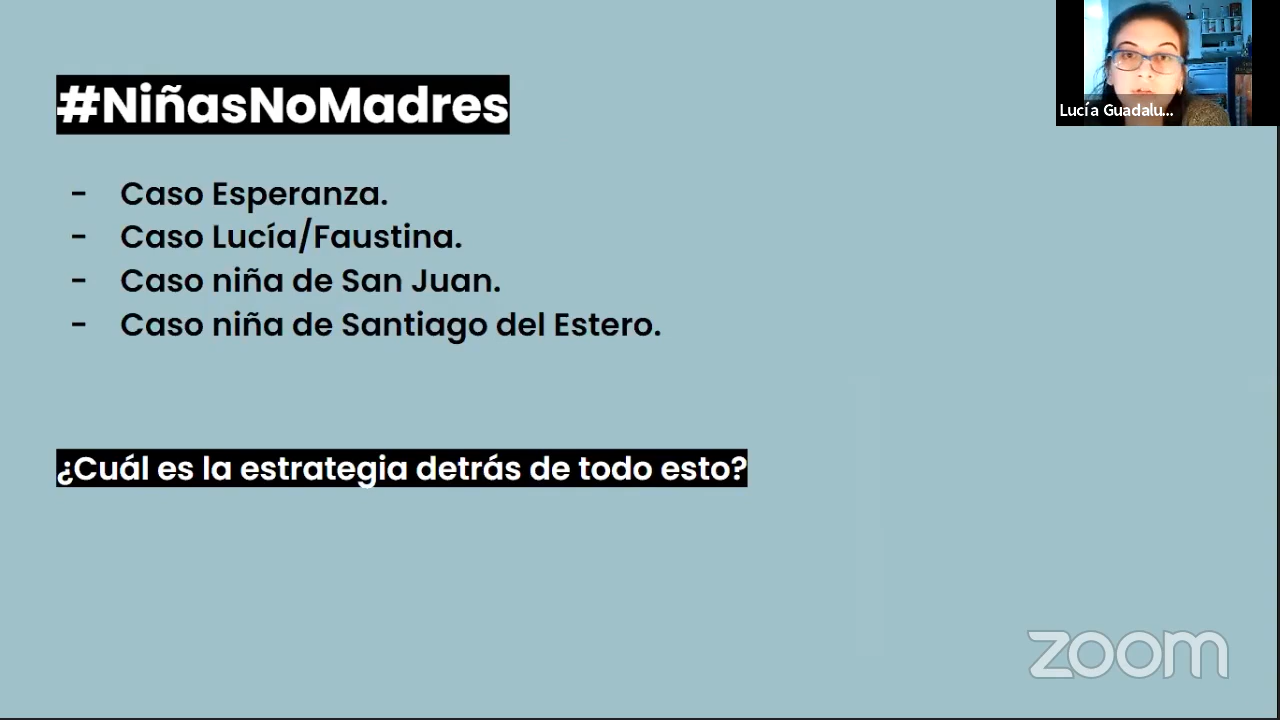 #NiñasNoMadres
Lucía Guadalu...
- Caso Esperanza.
- Caso Lucía/Faustina.
- Caso niña de San Juan.
- Caso niña de Santiago del Estero.
¿Cuál es la estrategia detrás de todo esto?
zoom